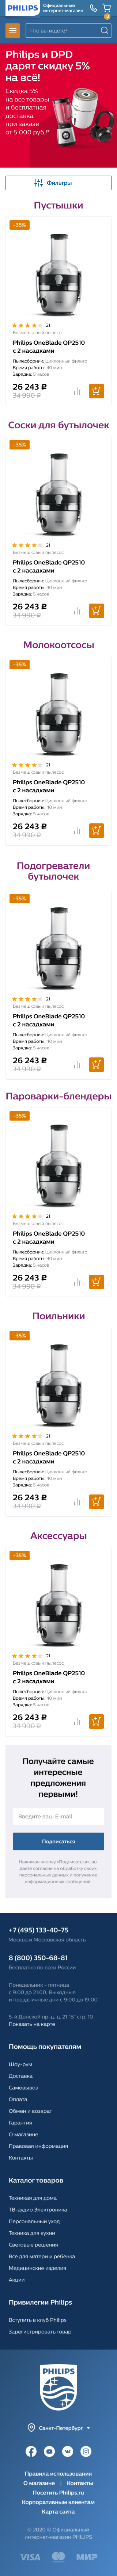 PHILIPS
Официальный
интернет-магазин
Что вы ищете?
Philips и DPD
дарят скидку 5%
на всё!
Скидка 5%
на все товары
и бесплатная
доставка
при заказе
от 5 000 руб.!*
Фильтры
Пустышки
-35%
21
Безмешковый пылесос
Philips OneBlade QP2510
с 2 насадками
Пылесборник: Циклонный фильтр
Время работы: 40 мин
Зарядка: 5 часов
26 243 ₽
34 990 ₽
Соски для бутылочек
-35%
21
Безмешковый пылесос
Philips OneBlade QP2510
с 2 насадками
Пылесборник: Циклонный фильтр
Время работы: 40 мин
Зарядка: 5 часов
26 243 ₽
34 990 ₽
Молокоотсосы
-35%
21
Безмешковый пылесос
Philips OneBlade QP2510
с 2 насадками
Пылесборник: Циклонный фильтр
Время работы: 40 мин
Зарядка: 5 часов
26 243 ₽
34 990 ₽
Подогреватели
бутылочек
-35%
21
Безмешковый пылесос
Philips OneBlade QP2510
с 2 насадками
Пылесборник: Циклонный фильтр
Время работы: 40 мин
Зарядка: 5 часов
26 243 ₽
34 990 ₽
Пароварки-блендеры
-35%
21
Безмешковый пылесос
Philips OneBlade QP2510
с 2 насадками
Пылесборник: Циклонный фильтр
Время работы: 40 мин
Зарядка: 5 часов
26 243 ₽
34 990 ₽
Поильники
-35%
21
Безмешковый пылесос
Philips OneBlade QP2510
с 2 насадками
Пылесборник: Циклонный фильтр
Время работы: 40 мин
Зарядка: 5 часов
26 243 ₽
34 990 ₽
Аксессуары
-35%
21
Безмешковый пылесос
Philips OneBlade QP2510
с 2 насадками
Пылесборник: Циклонный фильтр
Время работы: 40 мин
Зарядка: 5 часов
26 243 ₽
34 990 ₽
Получайте самые
интересные
предложения
первыми!
Введите ваш E-mail
Подписаться
Нажимая кнопку «Подписаться», вы
даете согласие на обработку своих
персональных данных и получение
информационной сообщений.
+7 (495) 133-40-75
Москва и Московская область
8 (800) 350-68-81
Бесплатно по всей России
Понедельник - пятница
с 9:00 до 21:00, Выходные
и праздничные дни с 9:00 до 19:00
5-й Донской пр-д, д. 21 "Б" стр. 10
Показать на карте
Помощь покупателям
Шоу-рум
Доставка
Самовывоз
Оплата
Обмен и возврат
Гарантия
О магазине
Правовая информация
Контакты
Каталог товаров
Техникая для дома
ТВ-аудио Электроника
Персональный уход
Техника для кухни
Световые решения
Все для матери и ребенка
Медицинские изделия
Акции
Привилегии Philips
Вступить в клуб Philips
Зарегистрировать товар
PHILIPS
Санкт-Петербург
Правила использования
О магазине | Контакты
Посетить Philips.ru
Корпоративным клиентам
Карта сайта
© 2020 © Официальный
интернет-магазин PHILIPS
VISA
МИР